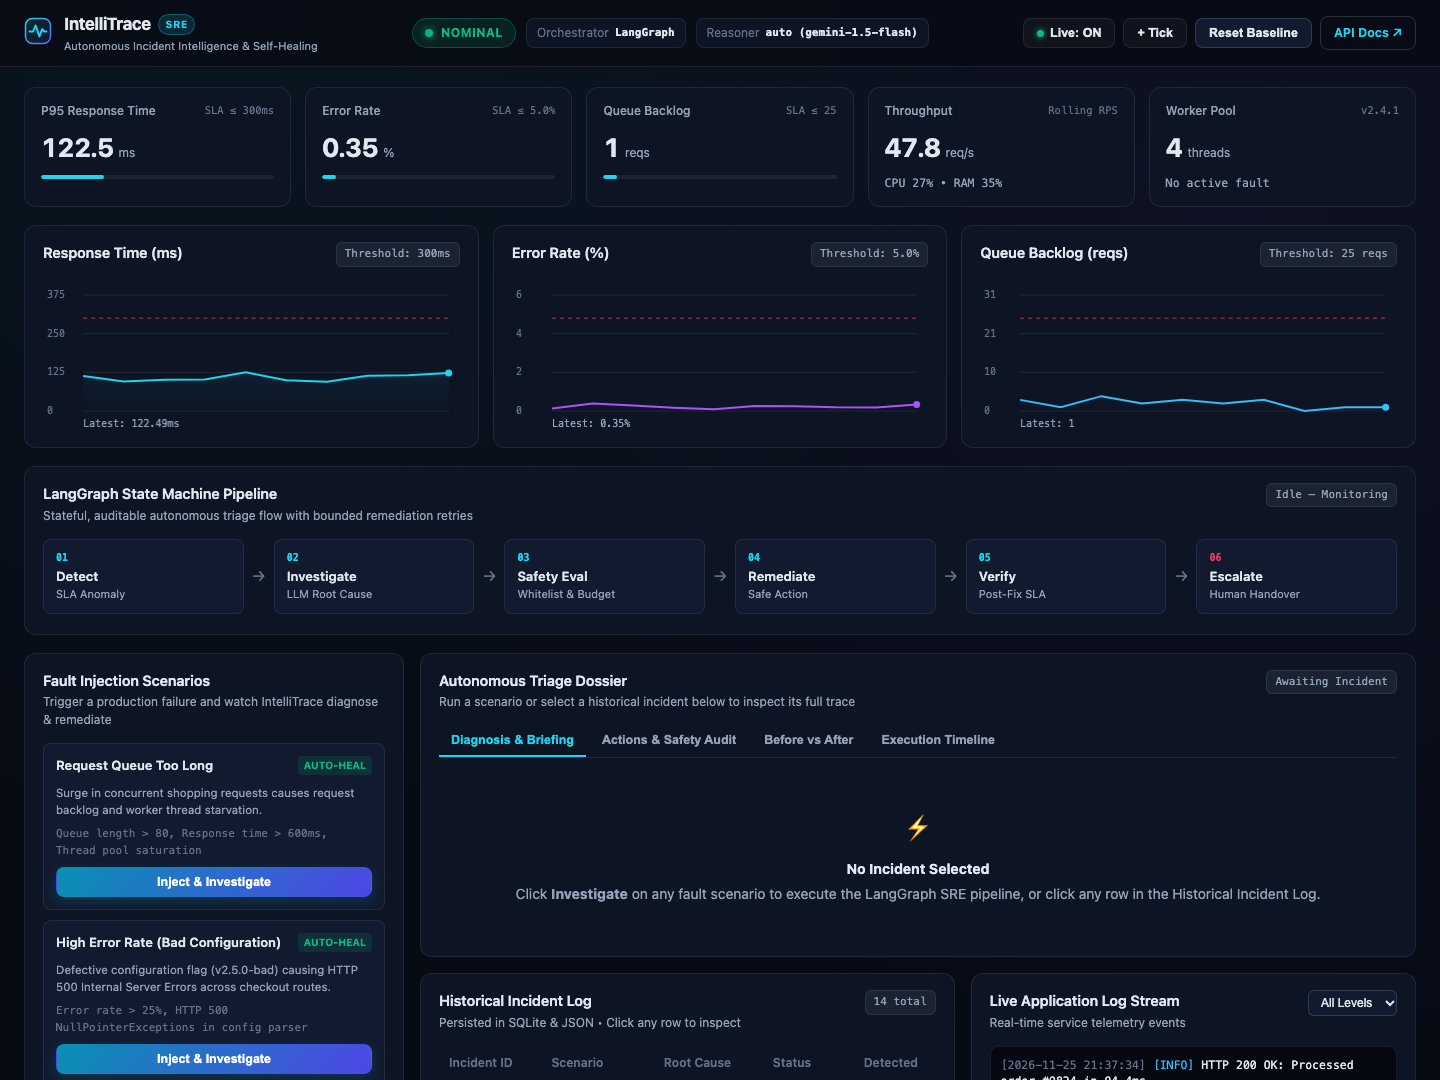 IntelliTrace SRE
Autonomous Incident Intelligence & Self-Healing
NOMINAL
Orchestrator LangGraph
Reasoner auto (gemini-1.5-flash)
Live: ON
+ Tick
Reset Baseline
API Docs ↗
P95 Response Time SLA ≤ 300ms
122.5 ms
Error Rate SLA ≤ 5.0%
0.35 %
Queue Backlog SLA ≤ 25
1 reqs
Throughput Rolling RPS
47.8 req/s
CPU 27% • RAM 35%
Worker Pool v2.4.1
4 threads
No active fault
Response Time (ms) Threshold: 300ms
375
250
125
0
Latest: 122.49ms
Error Rate (%) Threshold: 5.0%
6
4
2
0
Latest: 0.35%
Queue Backlog (reqs) Threshold: 25 reqs
31
21
10
0
Latest: 1
LangGraph State Machine Pipeline
Idle — Monitoring
Stateful, auditable autonomous triage flow with bounded remediation retries
01
Detect
SLA Anomaly
→
02
Investigate
LLM Root Cause
→
03
Safety Eval
Whitelist & Budget
→
04
Remediate
Safe Action
→
05
Verify
Post-Fix SLA
→
06
Escalate
Human Handover
Fault Injection Scenarios
Trigger a production failure and watch IntelliTrace diagnose
& remediate
Request Queue Too Long AUTO-HEAL
Surge in concurrent shopping requests causes request
backlog and worker thread starvation.
Queue length > 80, Response time > 600ms,
Thread pool saturation
Inject & Investigate
High Error Rate (Bad Configuration) AUTO-HEAL
Defective configuration flag (v2.5.0-bad) causing HTTP
500 Internal Server Errors across checkout routes.
Error rate > 25%, HTTP 500
NullPointerExceptions in config parser
Inject & Investigate
Autonomous Triage Dossier
Awaiting Incident
Run a scenario or select a historical incident below to inspect its full trace
Diagnosis & Briefing Actions & Safety Audit Before vs After Execution Timeline
No Incident Selected
Click Investigate on any fault scenario to execute the LangGraph SRE pipeline, or click any row in the Historical Incident Log.
Historical Incident Log 14 total
Persisted in SQLite & JSON • Click any row to inspect
Incident ID Scenario Root Cause Status Detected
Live Application Log Stream All Levels
Real-time service telemetry events
[2026-11-25 21:37:34] [INFO] HTTP 200 OK: Processed